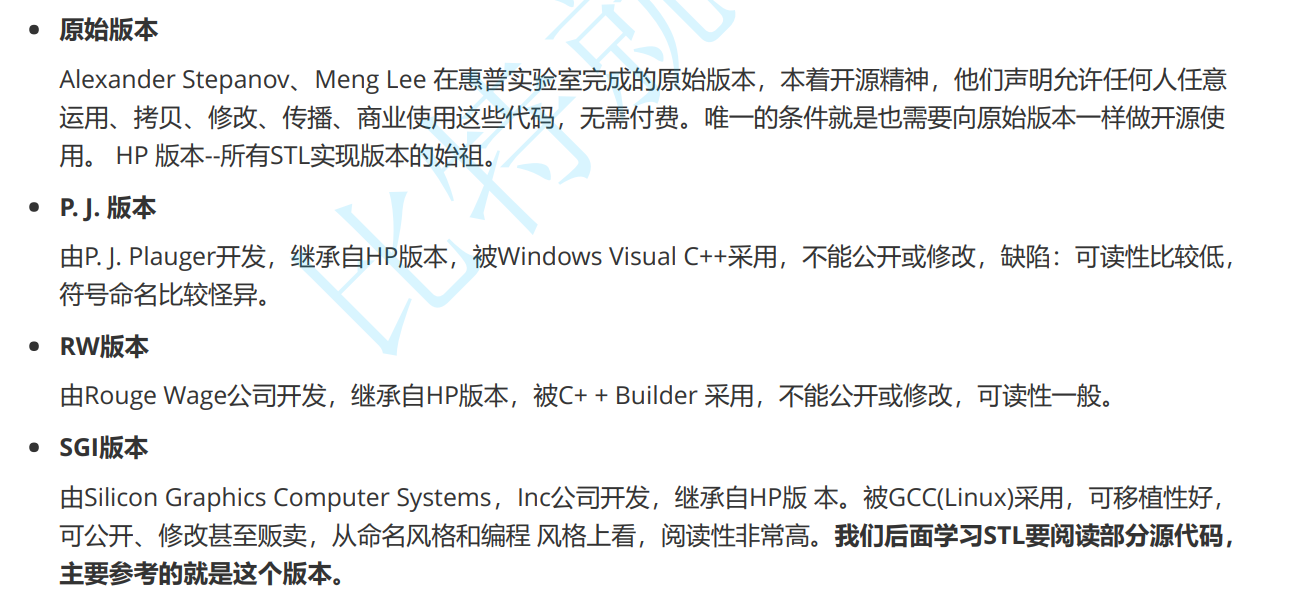 原始版本
Alexander Stepanov、Meng Lee 在惠普实验室完成的原始版本，本着开源精神，他们声明允许任何人任意
运用、拷贝、修改、传播、商业使用这些代码，无需付费。唯一的条件就是也需要向原始版本一样做开源使
用。 HP 版本--所有STL实现版本的始祖。
P. J. 版本
由P. J. Plauger开发，继承自HP版本，被Windows Visual C++采用，不能公开或修改，缺陷：可读性比较低，
符号命名比较怪异。
RW版本
由Rouge Wage公司开发，继承自HP版本，被C+ + Builder 采用，不能公开或修改，可读性一般。
SGI版本
由Silicon Graphics Computer Systems，Inc公司开发，继承自HP版 本。被GCC(Linux)采用，可移植性好，
可公开、修改甚至贩卖，从命名风格和编程 风格上看，阅读性非常高。我们后面学习STL要阅读部分源代码，
主要参考的就是这个版本。
比特就